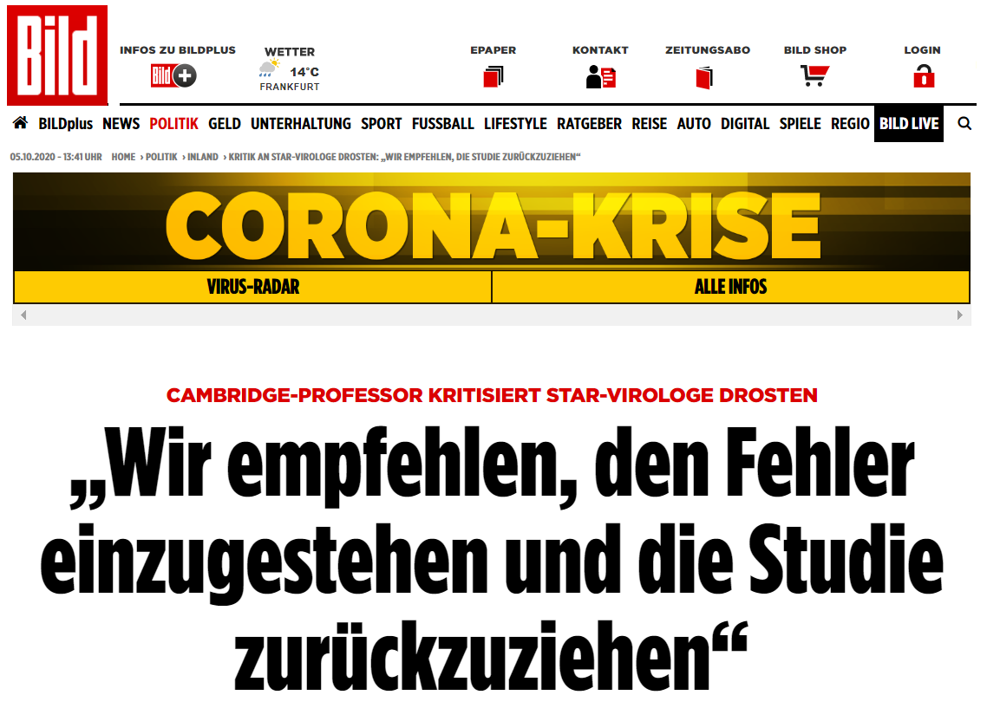 Bild
INFOS ZU BILDPLUS
Bild +
WETTER
14°C
FRANKFURT
EPAPER
KONTAKT
ZEITUNGSABO
BILD SHOP
LOGIN
BILDplus NEWS POLITIK GELD UNTERHALTUNG SPORT FUSSBALL LIFESTYLE RATGEBER REISE AUTO DIGITAL SPIELE REGIO BILD LIVE
05.10.2020 - 13:41 UHR HOME › POLITIK › INLAND › KRITIK AN STAR-VIROLOGE DROSTEN: „WIR EMPFEHLEN, DIE STUDIE ZURÜCKZUZIEHEN“
CORONA-KRISE
VIRUS-RADAR
ALLE INFOS
CAMBRIDGE-PROFESSOR KRITISIERT STAR-VIROLOGE DROSTEN
„Wir empfehlen, den Fehler
einzugestehen und die Studie
zurückzuziehen“